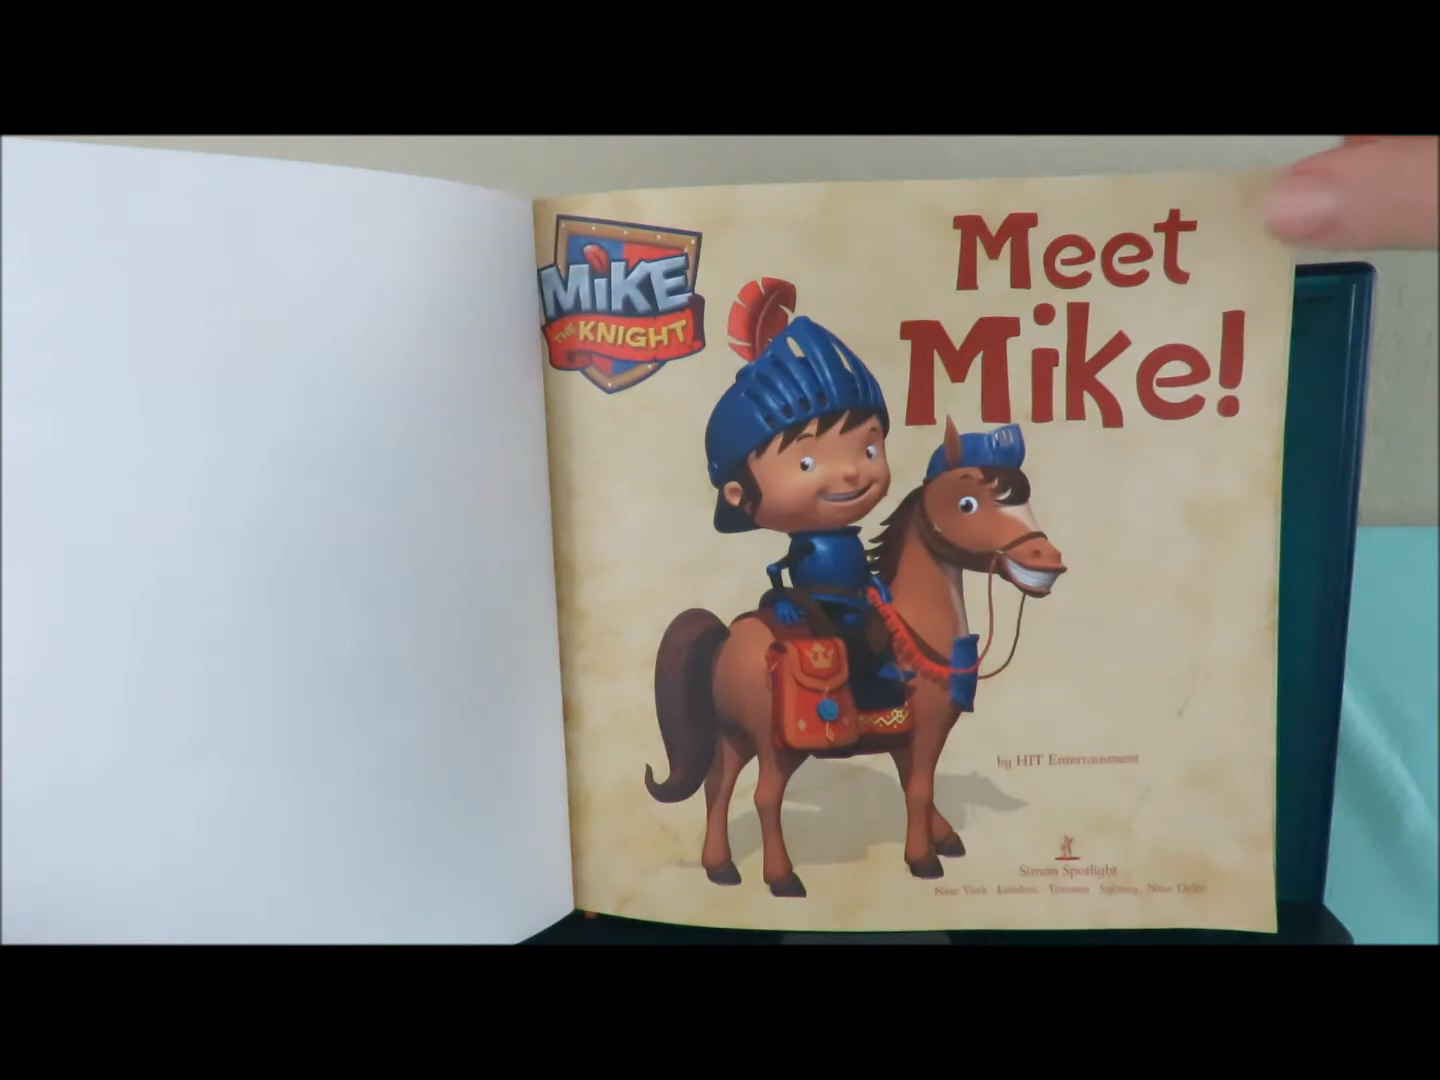 MIKE
THE KNIGHT
Meet
Mike!
by HIT Entertainment
Simon Spotlight
New York London Toronto Sydney New Delhi